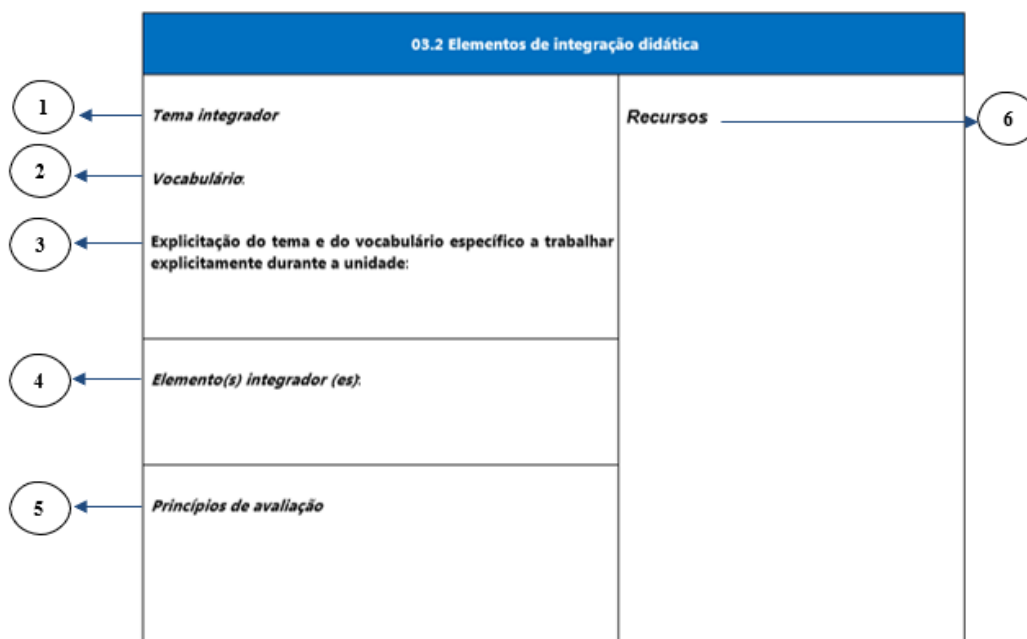 03.2 Elementos de integração didática
1
Tema integrador
Recursos
6
2
Vocabulário:
3
Explicitação do tema e do vocabulário específico a trabalhar
explicitamente durante a unidade:
4
Elemento(s) integrador (es):
5
Princípios de avaliação